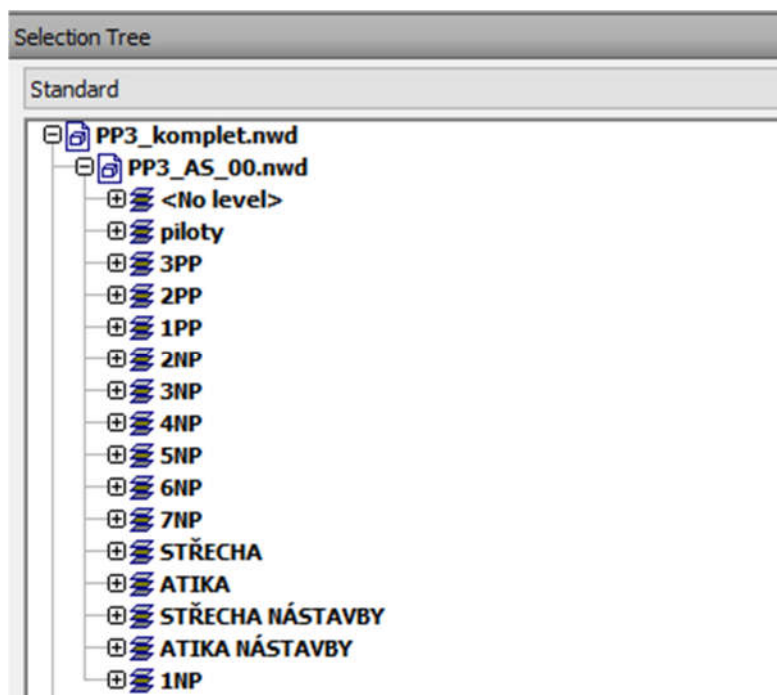 Selection Tree
Standard
PP3_komplet.nwd
PP3_AS_00.nwd
<No level>
piloty
3PP
2PP
1PP
2NP
3NP
4NP
5NP
6NP
7NP
STŘECHA
ATIKA
STŘECHA NÁSTAVBY
ATIKA NÁSTAVBY
1NP